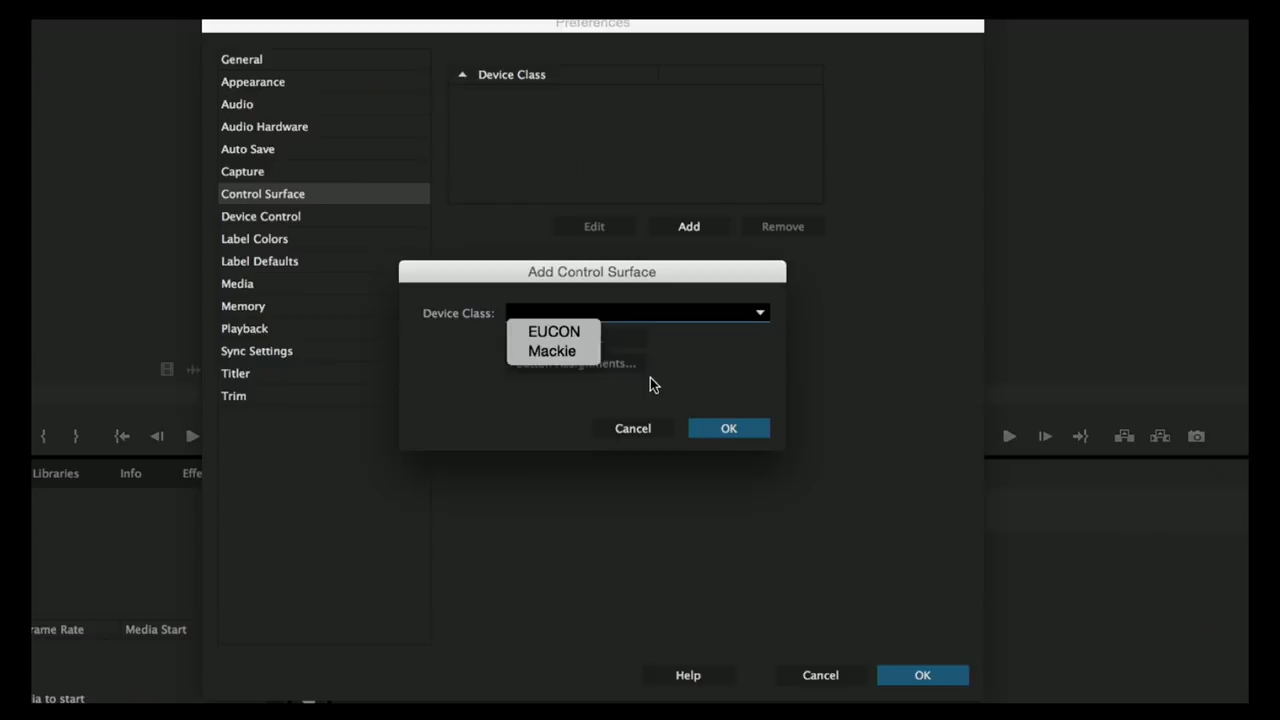 Preferences
General
Appearance
Audio
Audio Hardware
Auto Save
Capture
Control Surface
Device Control
Label Colors
Label Defaults
Media
Memory
Playback
Sync Settings
Titler
Trim
Device Class
Edit Add Remove
Add Control Surface
Device Class:
EUCON
Mackie
Cancel OK
Libraries Info Effe
rame Rate Media Start
ia to start
Help Cancel OK